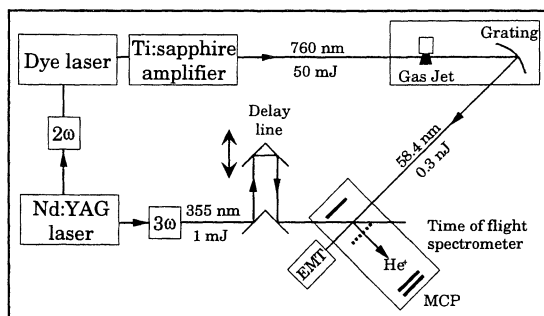 Dye laser
Ti:sapphire
amplifier
760 nm
50 mJ
Gas Jet
Grating
2ω
Delay
line
58.4 nm
0.3 nJ
Nd:YAG
laser
3ω
355 nm
1 mJ
Time of flight
spectrometer
EMT
He*
MCP